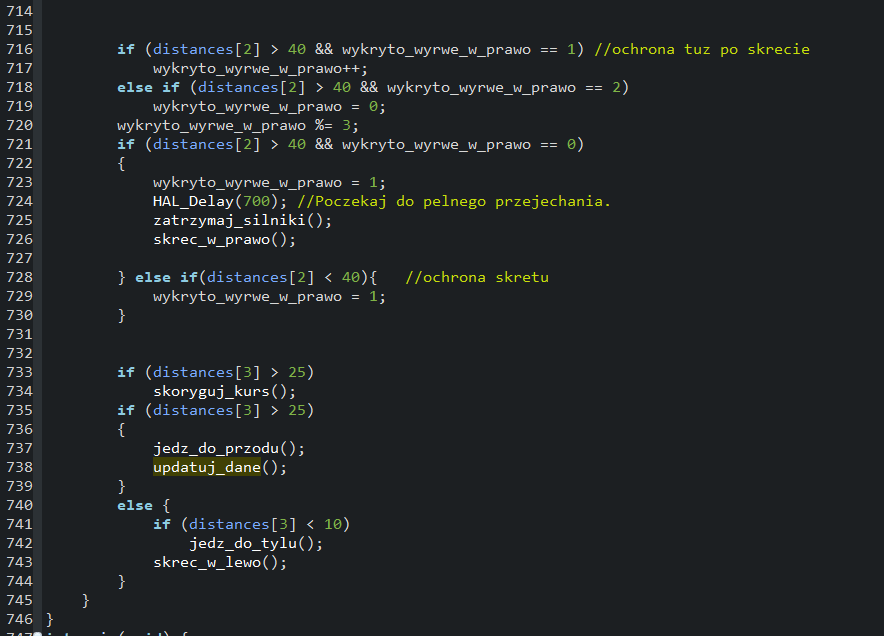 714
715
716 if (distances[2] > 40 && wykryto_wyrwe_w_prawo == 1) //ochrona tuz po skrecie
717 wykryto_wyrwe_w_prawo++;
718 else if (distances[2] > 40 && wykryto_wyrwe_w_prawo == 2)
719 wykryto_wyrwe_w_prawo = 0;
720 wykryto_wyrwe_w_prawo %= 3;
721 if (distances[2] > 40 && wykryto_wyrwe_w_prawo == 0)
722 {
723 wykryto_wyrwe_w_prawo = 1;
724 HAL_Delay(700); //Poczekaj do pelnego przejechania.
725 zatrzymaj_silniki();
726 skrec_w_prawo();
727
728 } else if(distances[2] < 40){ //ochrona skretu
729 wykryto_wyrwe_w_prawo = 1;
730 }
731
732
733 if (distances[3] > 25)
734 skoryguj_kurs();
735 if (distances[3] > 25)
736 {
737 jedz_do_przodu();
738 updatuj_dane();
739 }
740 else {
741 if (distances[3] < 10)
742 jedz_do_tylu();
743 skrec_w_lewo();
744 }
745 }
746 }